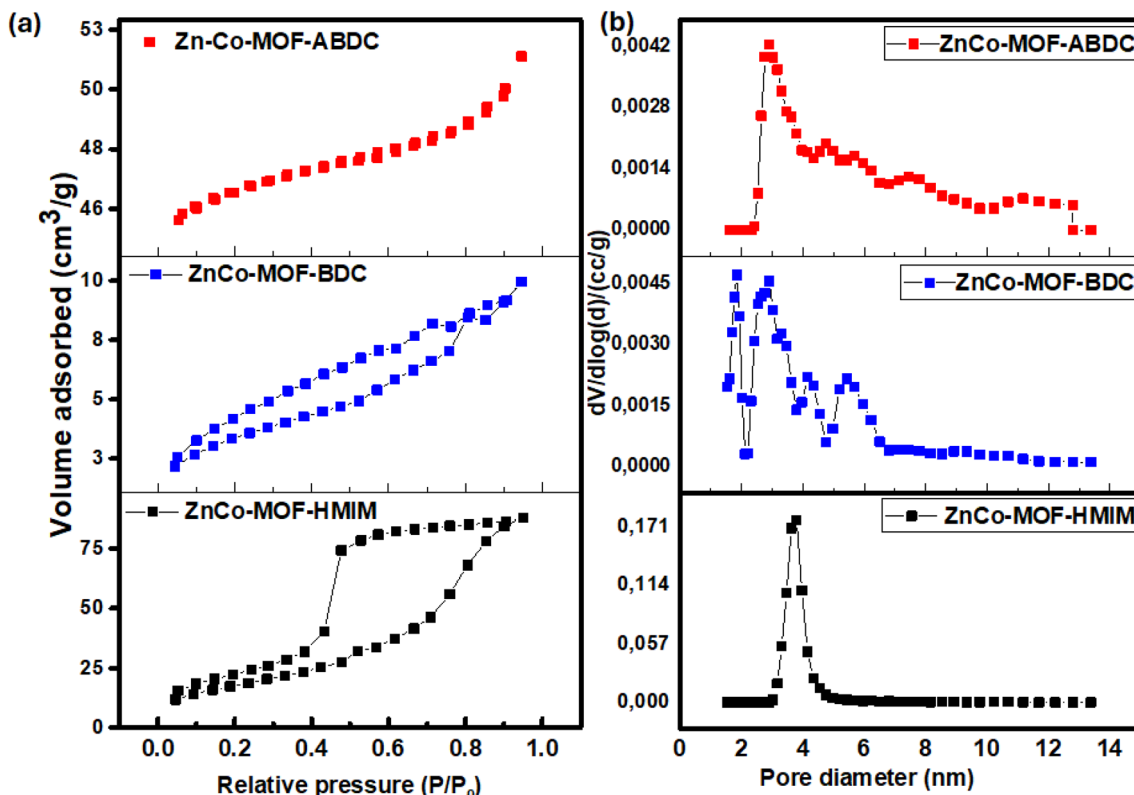 (a)
Volume adsorbed (cm³/g)
53
50
48
46
Zn-Co-MOF-ABDC
10
8
5
3
ZnCo-MOF-BDC
75
50
25
0
ZnCo-MOF-HMIM
0.0 0.2 0.4 0.6 0.8 1.0
Relative pressure (P/P₀)
(b)
dV/dlog(d)/(cc/g)
0,0042
0,0028
0,0014
0,0000
ZnCo-MOF-ABDC
0,0045
0,0030
0,0015
0,0000
ZnCo-MOF-BDC
0,171
0,114
0,057
0,000
ZnCo-MOF-HMIM
0 2 4 6 8 10 12 14
Pore diameter (nm)